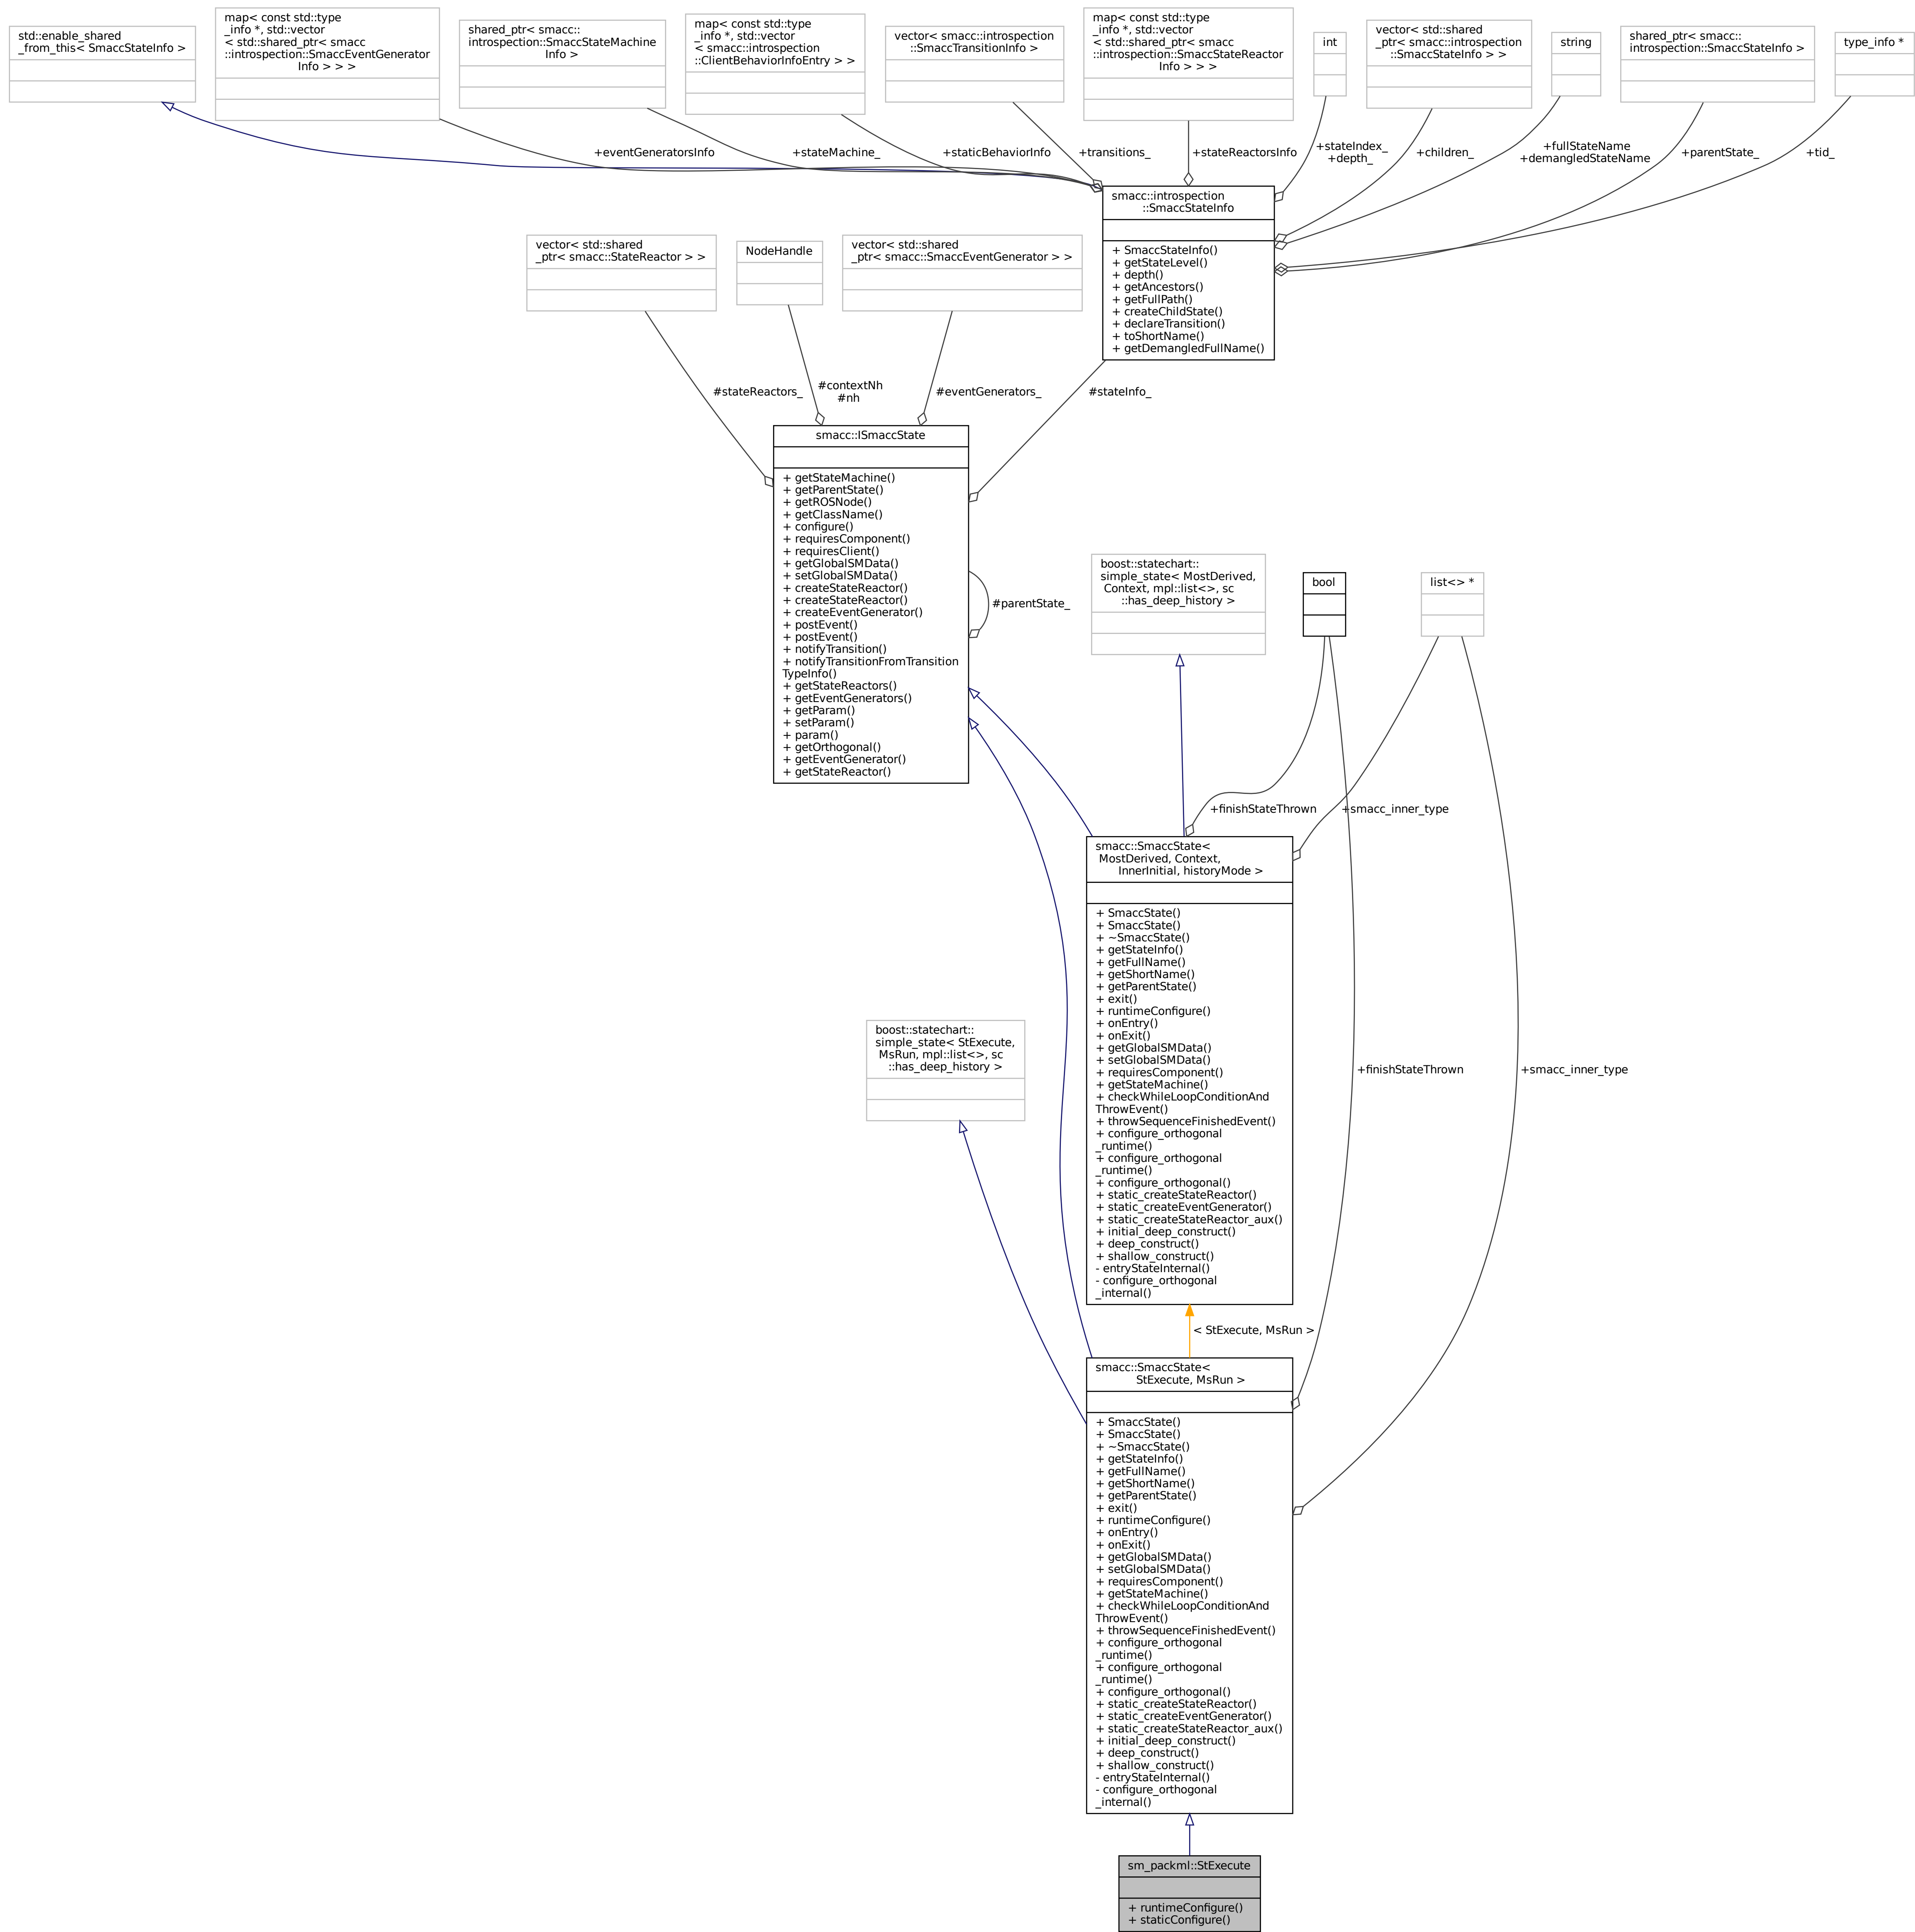 std::enable_shared
_from_this< SmaccStateInfo >
map< const std::type
_info *, std::vector
< std::shared_ptr< smacc
::introspection::SmaccEventGenerator
Info > > >
shared_ptr< smacc::
introspection::SmaccStateMachine
Info >
map< const std::type
_info *, std::vector
< smacc::introspection
::ClientBehaviorInfoEntry > >
vector< smacc::introspection
::SmaccTransitionInfo >
map< const std::type
_info *, std::vector
< std::shared_ptr< smacc
::introspection::SmaccStateReactor
Info > > >
int
vector< std::shared
_ptr< smacc::introspection
::SmaccStateInfo > >
string
shared_ptr< smacc::
introspection::SmaccStateInfo >
type_info *
+eventGeneratorsInfo
+stateMachine_
+staticBehaviorInfo
+transitions_
+stateReactorsInfo
+stateIndex_
+depth_
+children_
+fullStateName
+demangledStateName
+parentState_
+tid_
smacc::introspection
::SmaccStateInfo
+ SmaccStateInfo()
+ getStateLevel()
+ depth()
+ getAncestors()
+ getFullPath()
+ createChildState()
+ declareTransition()
+ toShortName()
+ getDemangledFullName()
vector< std::shared
_ptr< smacc::StateReactor > >
NodeHandle
vector< std::shared
_ptr< smacc::SmaccEventGenerator > >
#stateReactors_
#contextNh
#nh
#eventGenerators_
#stateInfo_
smacc::ISmaccState
+ getStateMachine()
+ getParentState()
+ getROSNode()
+ getClassName()
+ configure()
+ requiresComponent()
+ requiresClient()
+ getGlobalSMData()
+ setGlobalSMData()
+ createStateReactor()
+ createStateReactor()
+ createEventGenerator()
+ postEvent()
+ postEvent()
+ notifyTransition()
+ notifyTransitionFromTransition
TypeInfo()
+ getStateReactors()
+ getEventGenerators()
+ getParam()
+ setParam()
+ param()
+ getOrthogonal()
+ getEventGenerator()
+ getStateReactor()
#parentState_
boost::statechart::
simple_state< MostDerived,
Context, mpl::list<>, sc
::has_deep_history >
bool
list<> *
+finishStateThrown
+smacc_inner_type
smacc::SmaccState<
MostDerived, Context,
InnerInitial, historyMode >
+ SmaccState()
+ SmaccState()
+ ~SmaccState()
+ getStateInfo()
+ getFullName()
+ getShortName()
+ getParentState()
+ exit()
+ runtimeConfigure()
+ onEntry()
+ onExit()
+ getGlobalSMData()
+ setGlobalSMData()
+ requiresComponent()
+ getStateMachine()
+ checkWhileLoopConditionAnd
ThrowEvent()
+ throwSequenceFinishedEvent()
+ configure_orthogonal
_runtime()
+ configure_orthogonal
_runtime()
+ configure_orthogonal()
+ static_createStateReactor()
+ static_createEventGenerator()
+ static_createStateReactor_aux()
+ initial_deep_construct()
+ deep_construct()
+ shallow_construct()
- entryStateInternal()
- configure_orthogonal
_internal()
boost::statechart::
simple_state< StExecute,
MsRun, mpl::list<>, sc
::has_deep_history >
+finishStateThrown
+smacc_inner_type
< StExecute, MsRun >
smacc::SmaccState<
StExecute, MsRun >
+ SmaccState()
+ SmaccState()
+ ~SmaccState()
+ getStateInfo()
+ getFullName()
+ getShortName()
+ getParentState()
+ exit()
+ runtimeConfigure()
+ onEntry()
+ onExit()
+ getGlobalSMData()
+ setGlobalSMData()
+ requiresComponent()
+ getStateMachine()
+ checkWhileLoopConditionAnd
ThrowEvent()
+ throwSequenceFinishedEvent()
+ configure_orthogonal
_runtime()
+ configure_orthogonal
_runtime()
+ configure_orthogonal()
+ static_createStateReactor()
+ static_createEventGenerator()
+ static_createStateReactor_aux()
+ initial_deep_construct()
+ deep_construct()
+ shallow_construct()
- entryStateInternal()
- configure_orthogonal
_internal()
sm_packml::StExecute
+ runtimeConfigure()
+ staticConfigure()